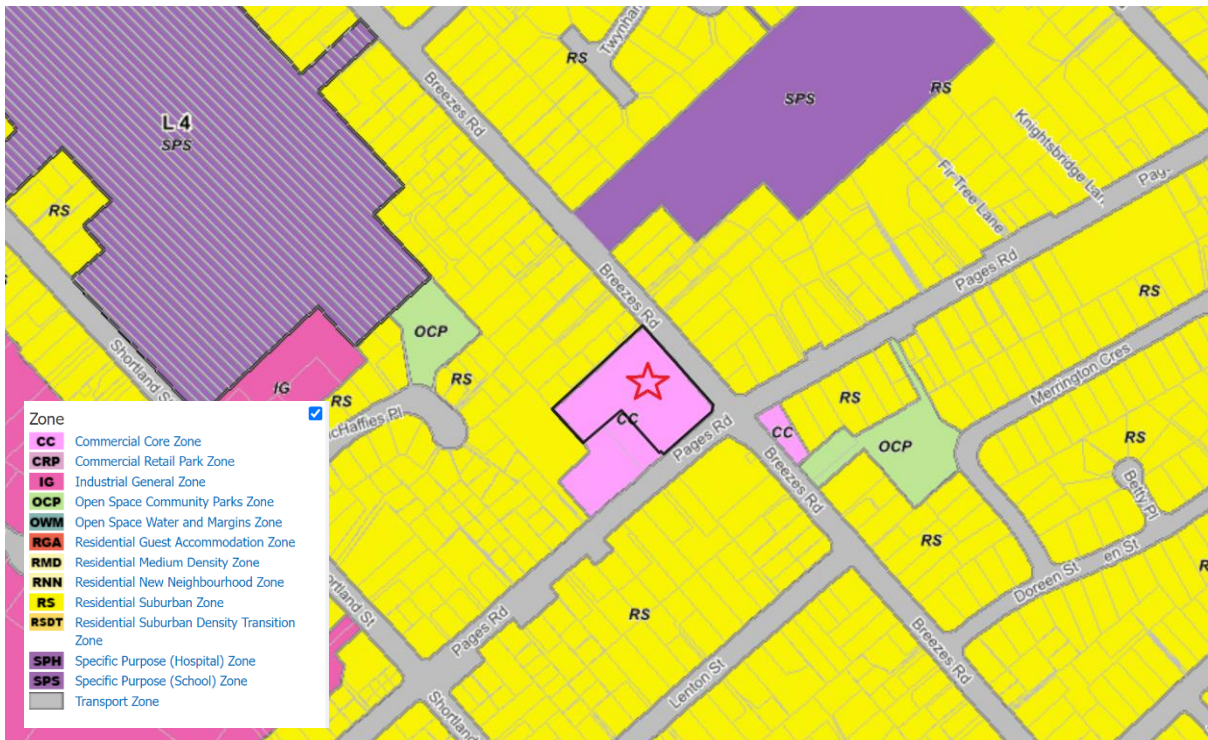 Twynhar
RS
Breezes Rd
SPS
RS
L 4
SPS
Knightsbridge Lan
Fir Tree Lane
Pag
RS
Breezes Rd
Pages Rd
RS
OCP
Shortland St
IG
RS
RS
Merrington Cres
RS
cHaffies Pl
CC
Pages Rd
CC
OCP
RS
Betty Pl
Breezes Rd
RS
en St
Doreen St
R
ortland St
Pages Rd
RS
Lenton St
Breezes Rd
Shortland St
Zone
CC Commercial Core Zone
CRP Commercial Retail Park Zone
IG Industrial General Zone
OCP Open Space Community Parks Zone
OWM Open Space Water and Margins Zone
RGA Residential Guest Accommodation Zone
RMD Residential Medium Density Zone
RNN Residential New Neighbourhood Zone
RS Residential Suburban Zone
RSDT Residential Suburban Density Transition
Zone
SPH Specific Purpose (Hospital) Zone
SPS Specific Purpose (School) Zone
Transport Zone